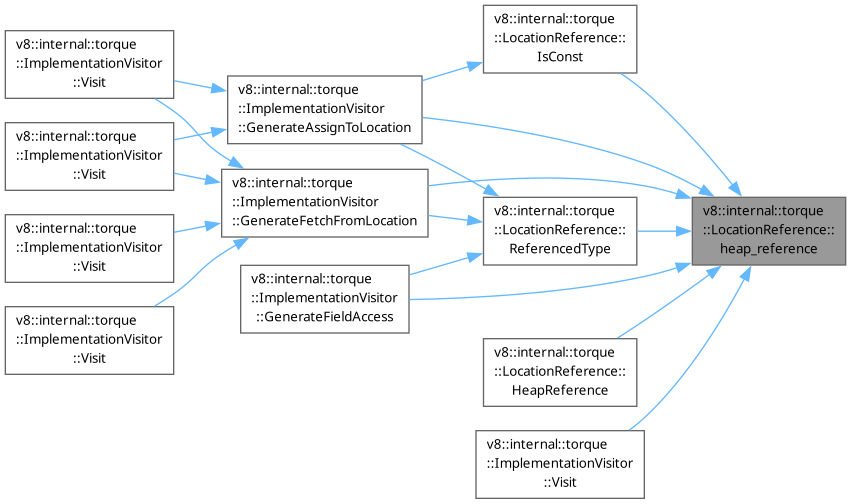 v8::internal::torque
::ImplementationVisitor
::Visit
v8::internal::torque
::ImplementationVisitor
::Visit
v8::internal::torque
::ImplementationVisitor
::Visit
v8::internal::torque
::ImplementationVisitor
::Visit
v8::internal::torque
::ImplementationVisitor
::GenerateAssignToLocation
v8::internal::torque
::ImplementationVisitor
::GenerateFetchFromLocation
v8::internal::torque
::ImplementationVisitor
::GenerateFieldAccess
v8::internal::torque
::LocationReference::
IsConst
v8::internal::torque
::LocationReference::
ReferencedType
v8::internal::torque
::LocationReference::
HeapReference
v8::internal::torque
::ImplementationVisitor
::Visit
v8::internal::torque
::LocationReference::
heap_reference